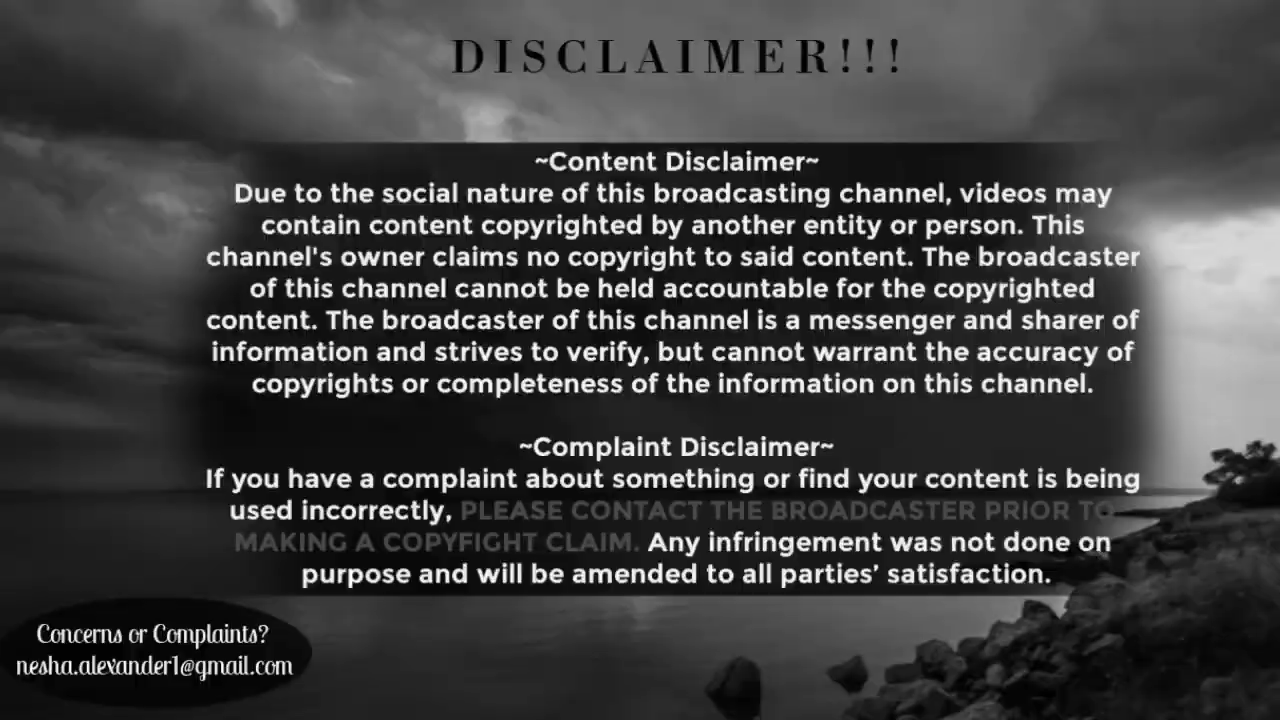 DISCLAIMER!!!
~Content Disclaimer~
Due to the social nature of this broadcasting channel, videos may
contain content copyrighted by another entity or person. This
channel's owner claims no copyright to said content. The broadcaster
of this channel cannot be held accountable for the copyrighted
content. The broadcaster of this channel is a messenger and sharer of
information and strives to verify, but cannot warrant the accuracy of
copyrights or completeness of the information on this channel.
~Complaint Disclaimer~
If you have a complaint about something or find your content is being
used incorrectly, PLEASE CONTACT THE BROADCASTER PRIOR TO
MAKING A COPYFIGHT CLAIM. Any infringement was not done on
purpose and will be amended to all parties’ satisfaction.
Concerns or Complaints?
nesha.alexander1@gmail.com